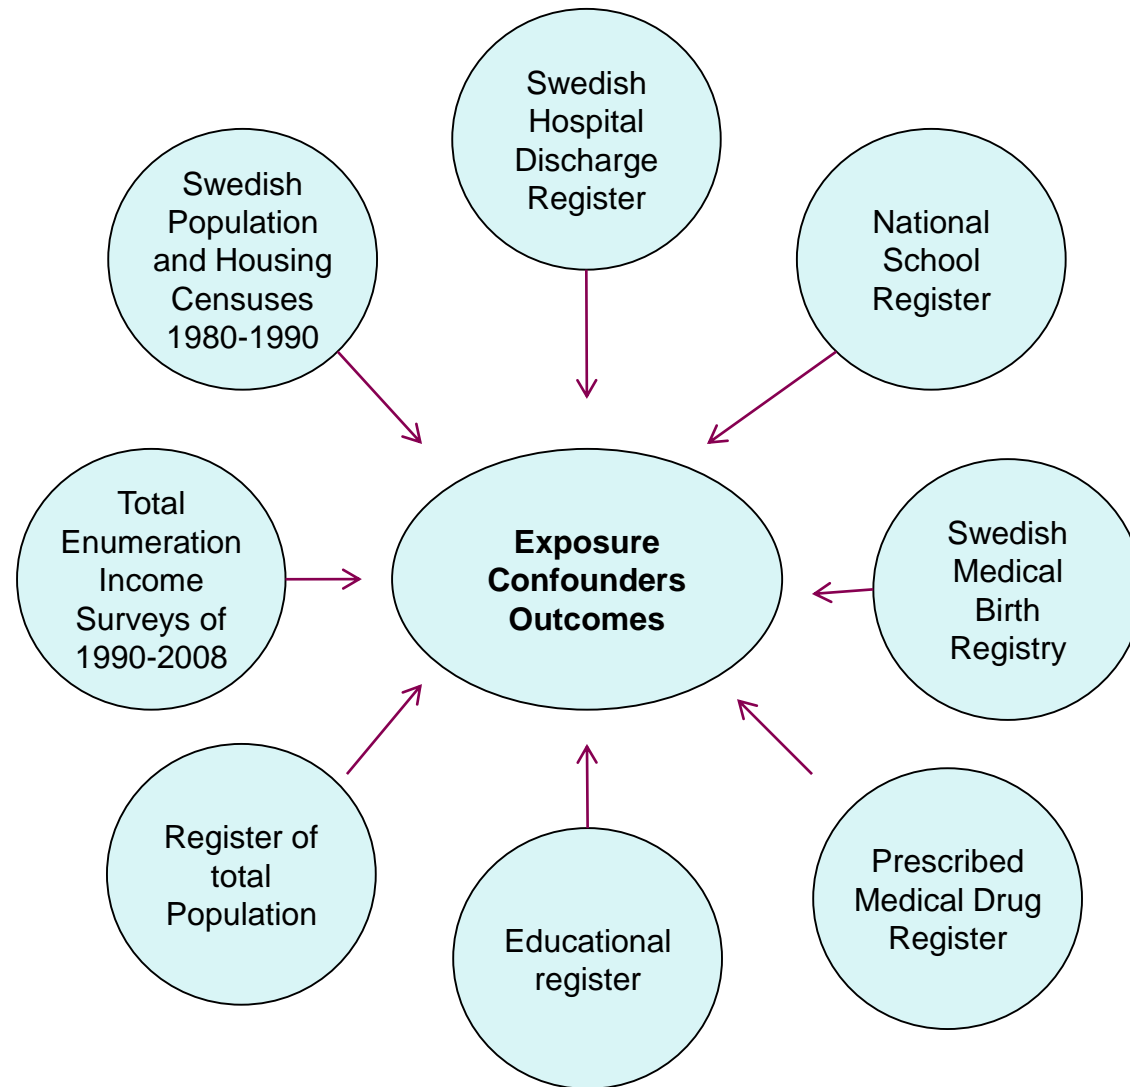 Swedish
Hospital
Discharge
Register
Swedish
Population
and Housing
Censuses
1980-1990
National
School
Register
Total
Enumeration
Income
Surveys of
1990-2008
Exposure
Confounders
Outcomes
Swedish
Medical
Birth
Registry
Register of
total
Population
Educational
register
Prescribed
Medical Drug
Register